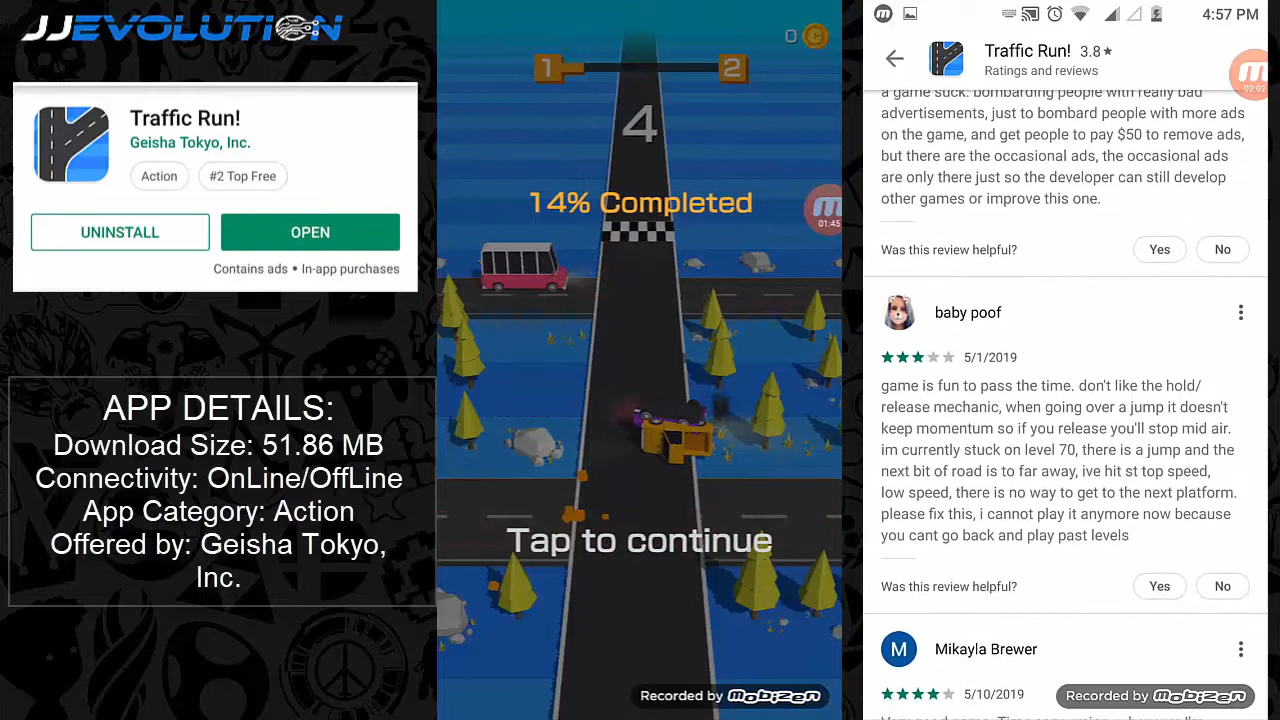 JJEVOLUTION
Traffic Run!
Geisha Tokyo, Inc.
Action
#2 Top Free
UNINSTALL
OPEN
Contains ads • In-app purchases
APP DETAILS:
Download Size: 51.86 MB
Connectivity: OnLine/OffLine
App Category: Action
Offered by: Geisha Tokyo,
Inc.
0
1
2
4
14% Completed
01:45
Tap to continue
Recorded by mobizen
4:57 PM
Traffic Run! 3.8★
Ratings and reviews
02:02
a game suck: bombarding people with really bad
advertisements, just to bombard people with more ads
on the game, and get people to pay $50 to remove ads,
but there are the occasional ads, the occasional ads
are only there just so the developer can still develop
other games or improve this one.
Was this review helpful?
Yes
No
baby poof
5/1/2019
game is fun to pass the time. don't like the hold/
release mechanic, when going over a jump it doesn't
keep momentum so if you release you'll stop mid air.
im currently stuck on level 70, there is a jump and the
next bit of road is to far away, ive hit st top speed,
low speed, there is no way to get to the next platform.
please fix this, i cannot play it anymore now because
you cant go back and play past levels
Was this review helpful?
Yes
No
M
Mikayla Brewer
5/10/2019
Recorded by mobizen